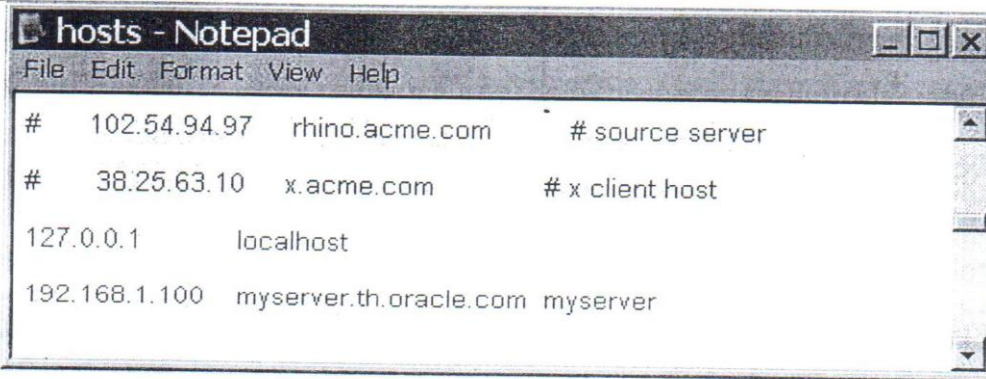 hosts - Notepad
File Edit Format View Help
# 102.54.94.97 rhino.acme.com # source server
# 38.25.63.10 x.acme.com # x client host
127.0.0.1 localhost
192.168.1.100 myserver.th.oracle.com myserver